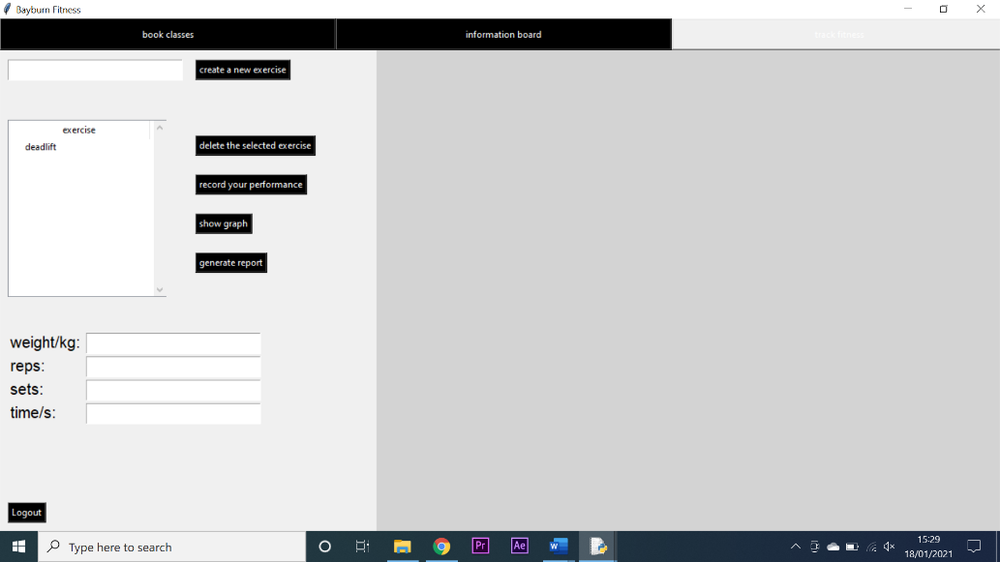 Bayburn Fitness
book classes
information board
track fitness
create a new exercise
exercise
deadlift
delete the selected exercise
record your performance
show graph
generate report
weight/kg:
reps:
sets:
time/s:
Logout
Type here to search
Pr
Ae
W
15:29
18/01/2021